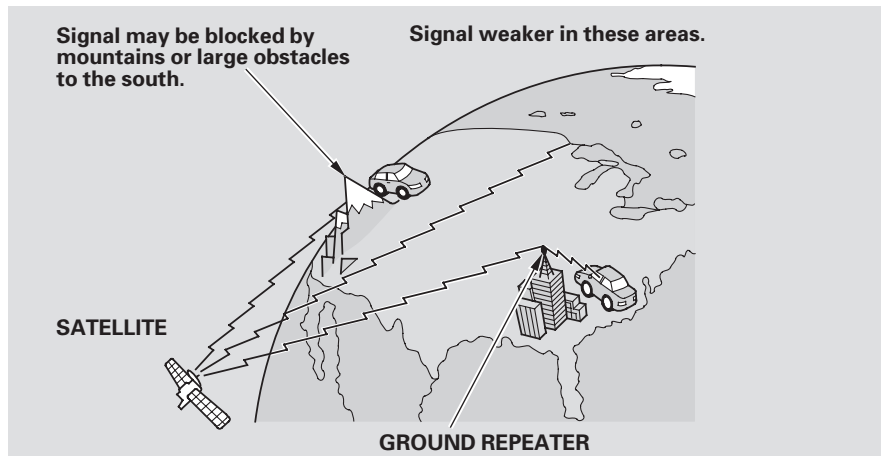 Signal may be blocked by
mountains or large obstacles
to the south.
Signal weaker in these areas.
SATELLITE
GROUND REPEATER